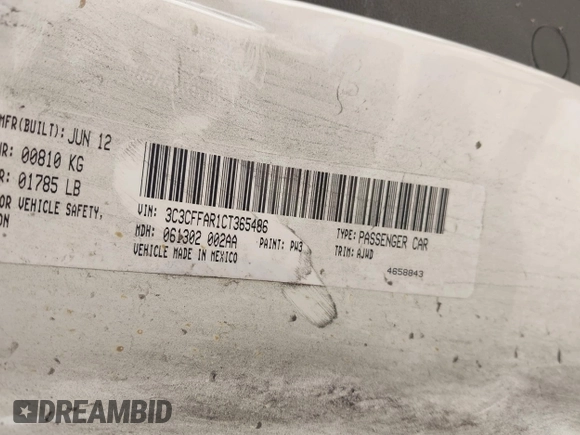 MFR(BUILT): JUN 12
00810 KG
01785 LB
OR VEHICLE SAFETY,
ON
VIN: 3C3CFFAR1CT365486
MDH: 061302 002AA
PAINT: PW3
VEHICLE MADE IN MEXICO
TYPE: PASSENGER CAR
TRIM: AJWD
4658843
DREAMBID